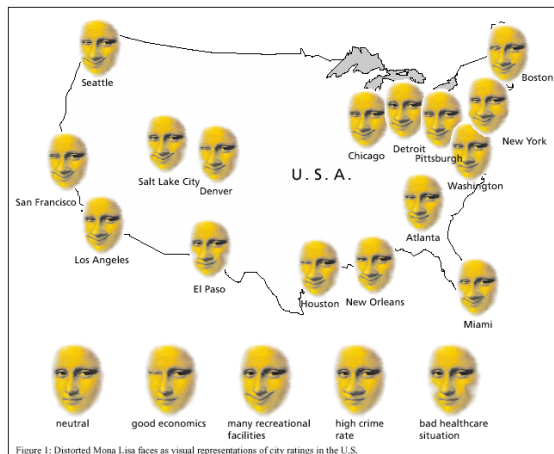 Seattle
Boston
New York
Chicago
Detroit
Pittsburgh
Washington
Salt Lake City
Denver
U. S. A.
San Francisco
Los Angeles
Atlanta
El Paso
Houston
New Orleans
Miami
neutral
good economics
many recreational
facilities
high crime
rate
bad healthcare
situation
Figure 1: Distorted Mona Lisa faces as visual representations of city ratings in the U.S.